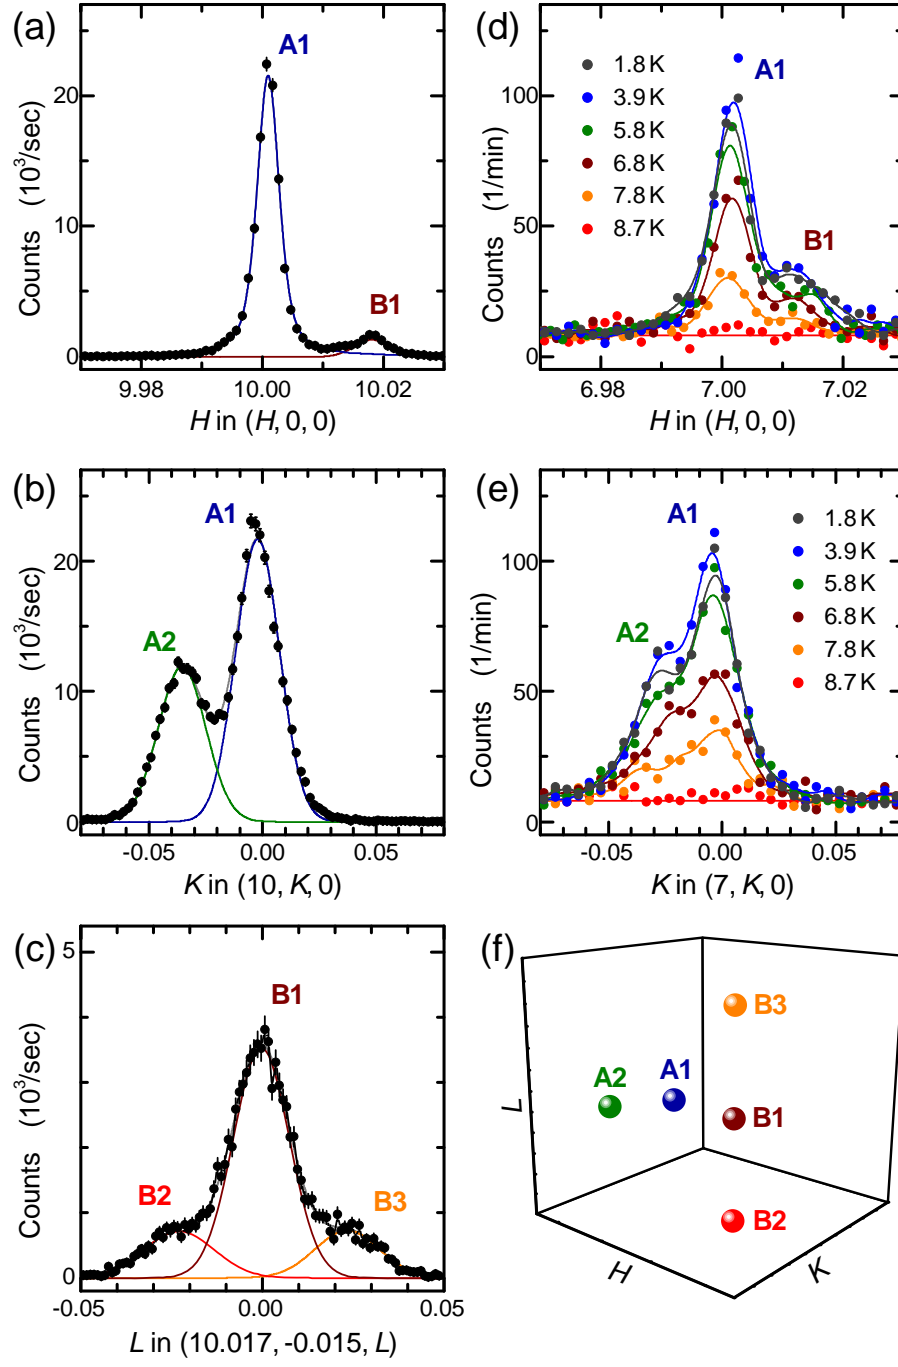 (a)
A1
B1
Counts (10³/sec)
20
10
0
9.98
10.00
10.02
H in (H, 0, 0)
(d)
A1
B1
1.8 K
3.9 K
5.8 K
6.8 K
7.8 K
8.7 K
Counts (1/min)
100
50
0
6.98
7.00
7.02
H in (H, 0, 0)
(b)
A1
A2
Counts (10³/sec)
20
10
0
-0.05
0.00
0.05
K in (10, K, 0)
(e)
A1
A2
1.8 K
3.9 K
5.8 K
6.8 K
7.8 K
8.7 K
Counts (1/min)
100
50
0
-0.05
0.00
0.05
K in (7, K, 0)
(c)
B1
B2
B3
Counts (10³/sec)
5
0
-0.05
0.00
0.05
L in (10.017, -0.015, L)
(f)
B3
A2
A1
B1
B2
L
H
K